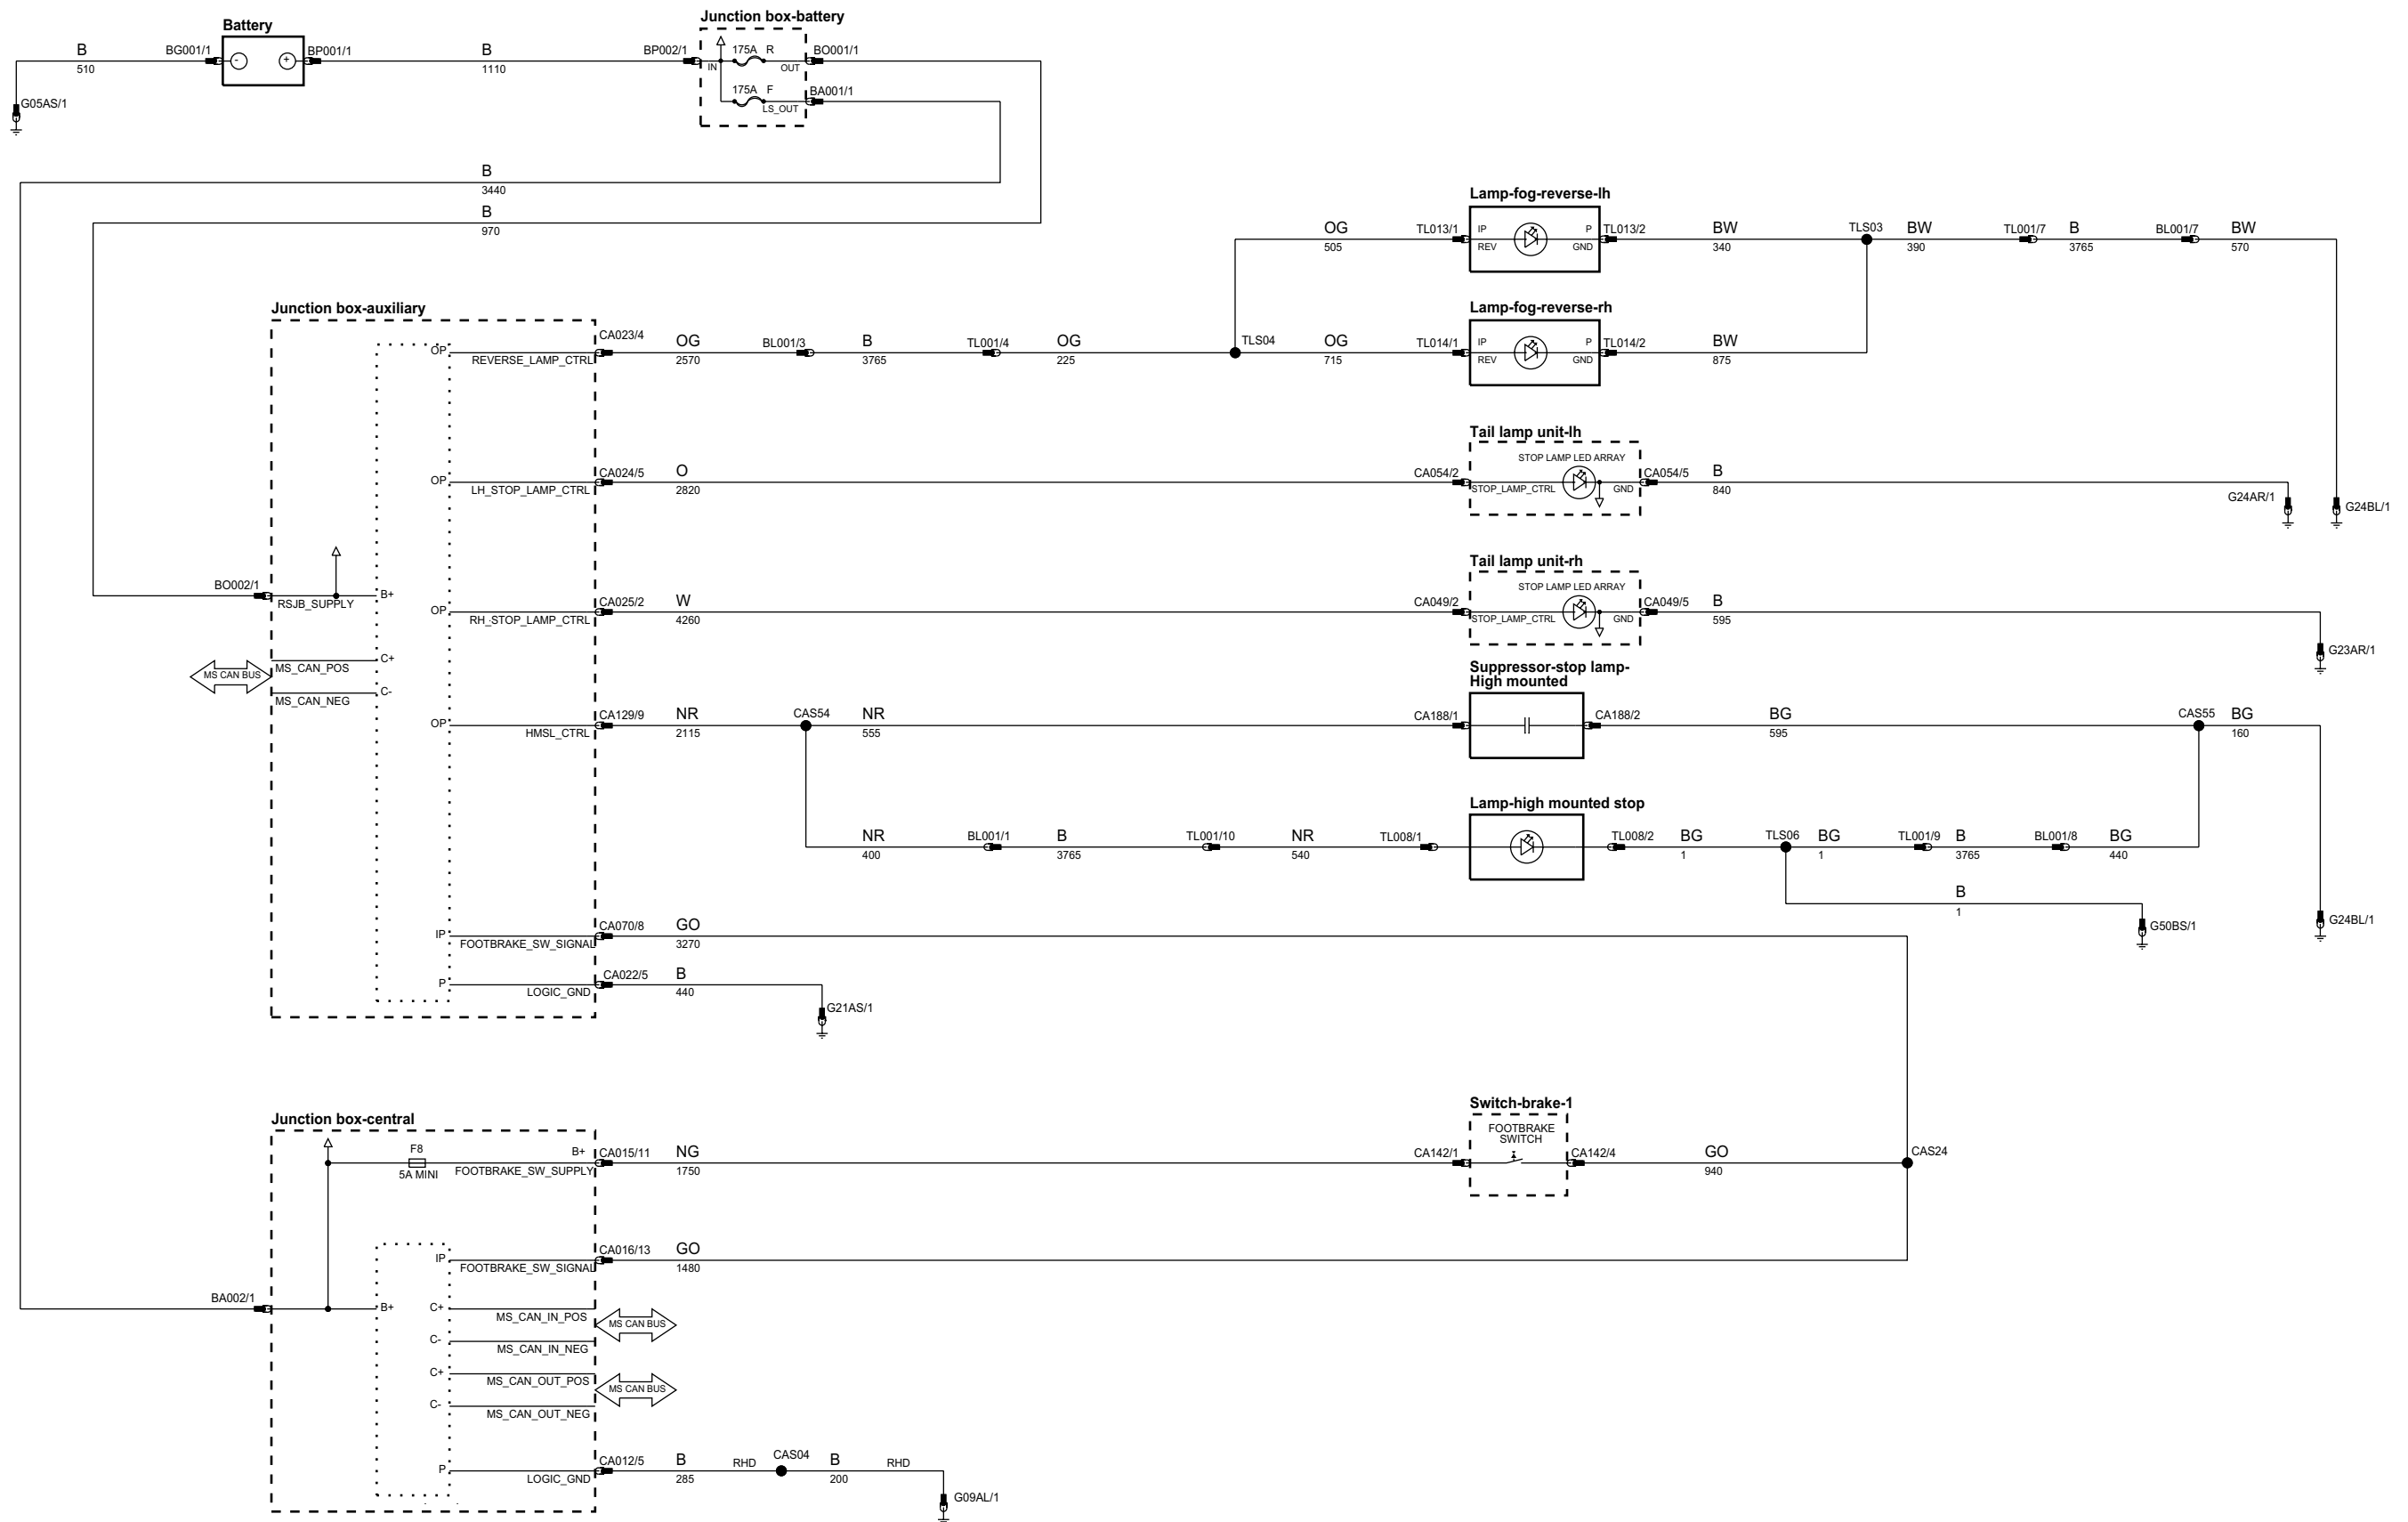 Battery
Junction box-battery
B
510
BG001/1
-
+
BP001/1
B
1110
BP002/1
IN
175A R
OUT
BO001/1
175A F
LS_OUT
BA001/1
G05AS/1
B
3440
B
970
Lamp-fog-reverse-lh
OG
505
TL013/1
IP
REV
P
GND
TL013/2
BW
340
TLS03
BW
390
TL001/7
B
3765
BL001/7
BW
570
Junction box-auxiliary
Lamp-fog-reverse-rh
OP
REVERSE_LAMP_CTRL
CA023/4
OG
2570
BL001/3
B
3765
TL001/4
OG
225
TLS04
OG
715
TL014/1
IP
REV
P
GND
TL014/2
BW
875
Tail lamp unit-lh
STOP LAMP LED ARRAY
OP
LH_STOP_LAMP_CTRL
CA024/5
O
2820
CA054/2
STOP_LAMP_CTRL
GND
CA054/5
B
840
G24AR/1
G24BL/1
Tail lamp unit-rh
STOP LAMP LED ARRAY
BO002/1
RSJB_SUPPLY
B+
OP
RH_STOP_LAMP_CTRL
CA025/2
W
4260
CA049/2
STOP_LAMP_CTRL
GND
CA049/5
B
595
G23AR/1
MS CAN BUS
MS_CAN_POS
C+
MS_CAN_NEG
C-
Suppressor-stop lamp-
High mounted
OP
HMSL_CTRL
CA129/9
NR
2115
CAS54
NR
555
CA188/1
CA188/2
BG
595
CAS55
BG
160
Lamp-high mounted stop
NR
400
BL001/1
B
3765
TL001/10
NR
540
TL008/1
TL008/2
BG
1
TLS06
BG
1
TL001/9
B
3765
BL001/8
BG
440
B
1
G50BS/1
G24BL/1
IP
FOOTBRAKE_SW_SIGNAL
CA070/8
GO
3270
P
LOGIC_GND
CA022/5
B
440
G21AS/1
Junction box-central
Switch-brake-1
FOOTBRAKE
SWITCH
F8
5A MINI
B+
FOOTBRAKE_SW_SUPPLY
CA015/11
NG
1750
CA142/1
CA142/4
GO
940
CAS24
IP
FOOTBRAKE_SW_SIGNAL
CA016/13
GO
1480
BA002/1
B+
C+
MS_CAN_IN_POS
MS CAN BUS
C-
MS_CAN_IN_NEG
C+
MS_CAN_OUT_POS
MS CAN BUS
C-
MS_CAN_OUT_NEG
P
LOGIC_GND
CA012/5
B
285
RHD
CAS04
B
200
RHD
G09AL/1